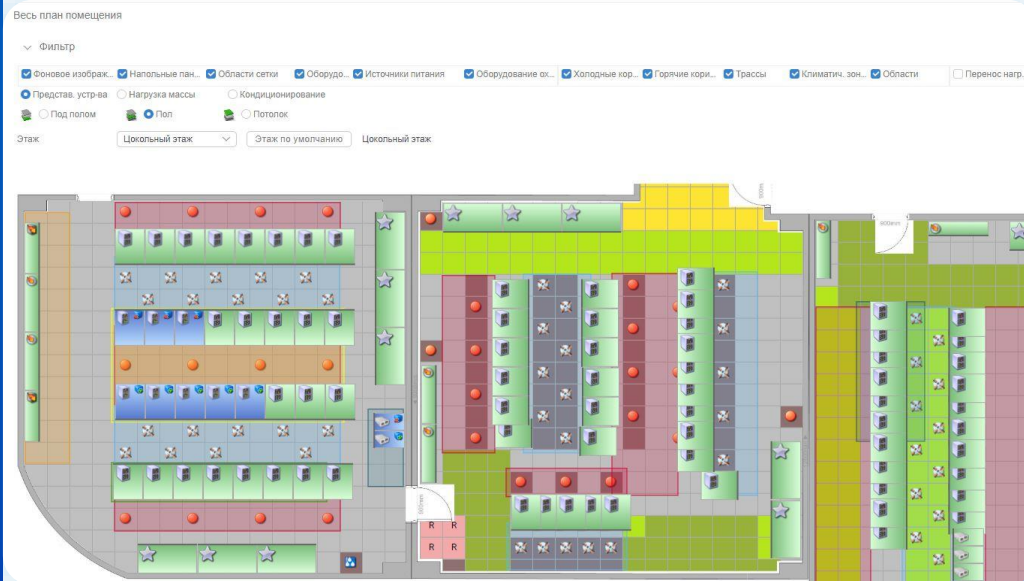 Весь план помещения
Фильтр
Фоновое изображ... Напольные пан... Области сетки Оборудо... Источники питания Оборудование ох... Холодные кор... Горячие кори... Трассы Климатич. зон... Области Перенос нагр.
Представ. устр-ва Нагрузка массы Кондиционирование
Под полом Пол Потолок
Этаж Цокольный этаж Этаж по умолчанию Цокольный этаж
900mm
R R
R R